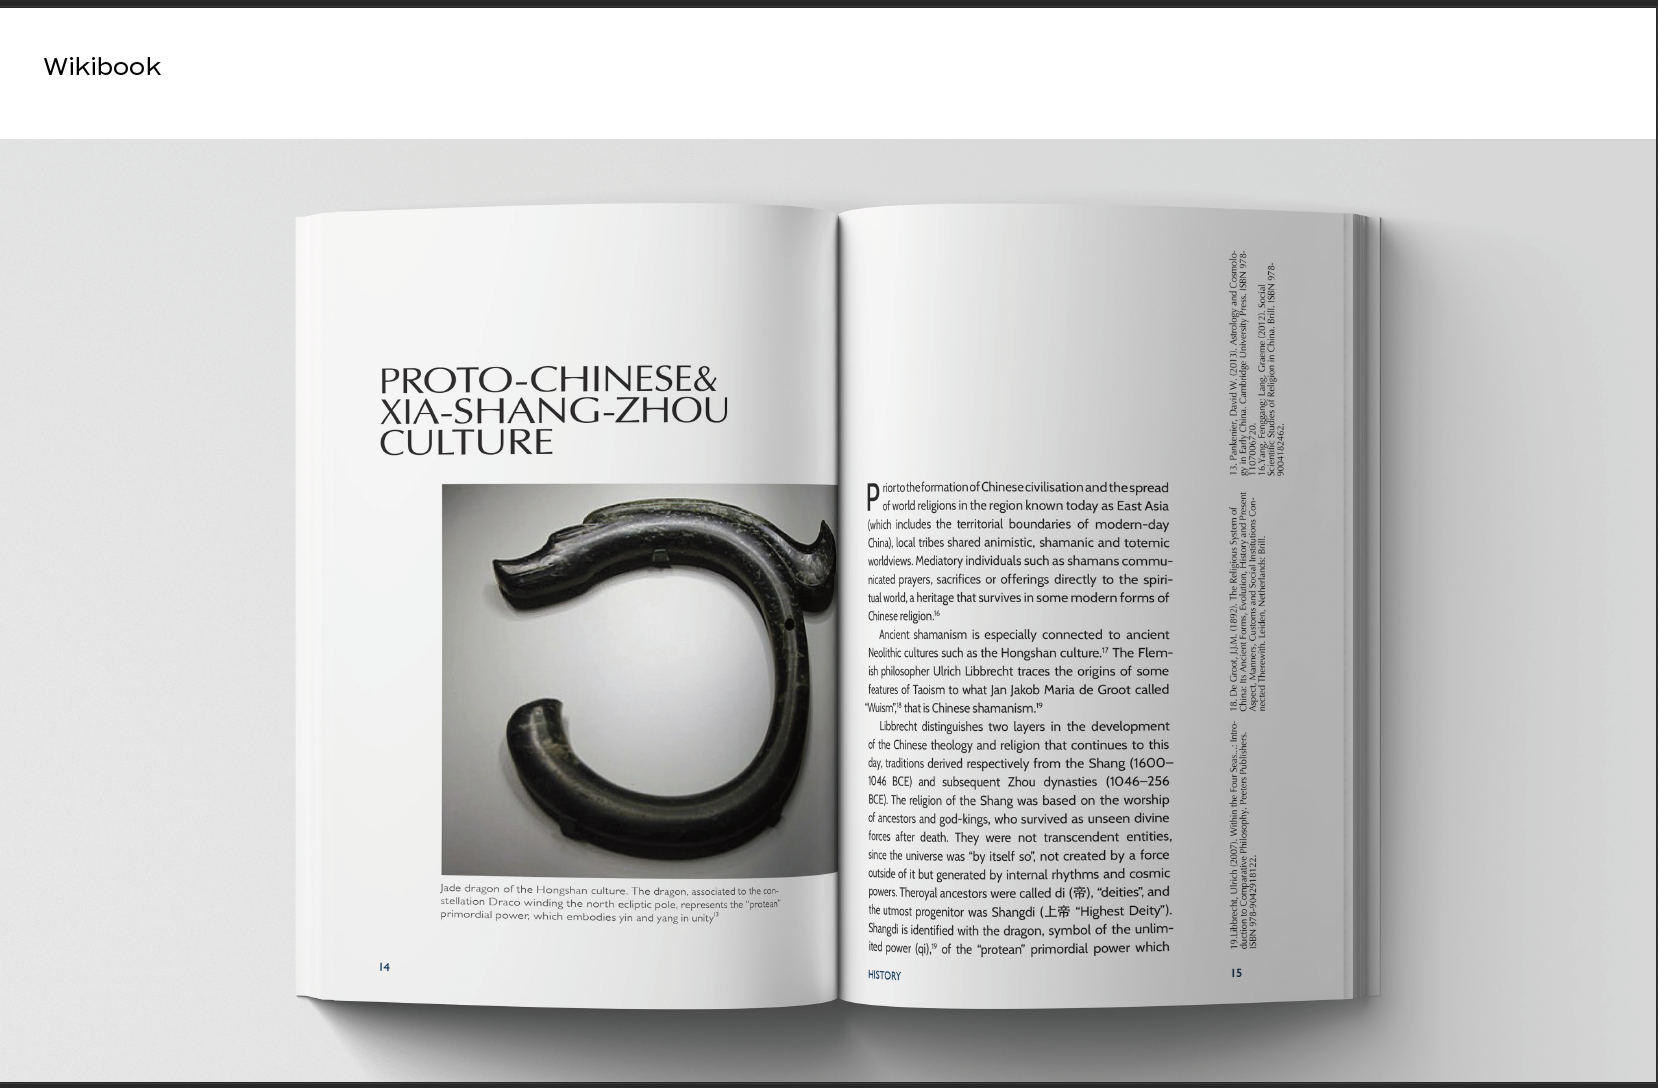 Wikibook
PROTO-CHINESE&
XIA-SHANG-ZHOU
CULTURE
Jade dragon of the Hongshan culture. The dragon, associated to the con-
stellation Draco winding the north ecliptic pole, represents the “protean”
primordial power, which embodies yin and yang in unity¹³
14
Priortotheformationof Chinesecivilisation and thespread
of world religions in the region known today as East Asia
(which includes the territorial boundaries of modern-day
China), local tribes shared animistic, shamanic and totemic
worldviews. Mediatory individuals such as shamans commu-
nicated prayers, sacrifices or offerings directly to the spiri-
tual world, a heritage that survives in some modern forms of
Chinese religion.¹⁶
Ancient shamanism is especially connected to ancient
Neolithic cultures such as the Hongshan culture.¹⁷ The Flem-
ish philosopher Ulrich Libbrecht traces the origins of some
features of Taoism to what Jan Jakob Maria de Groot called
“Wuism”,¹⁸ that is Chinese shamanism.¹⁹
Libbrecht distinguishes two layers in the development
of the Chinese theology and religion that continues to this
day, traditions derived respectively from the Shang (1600–
1046 BCE) and subsequent Zhou dynasties (1046–256
BCE). The religion of the Shang was based on the worship
of ancestors and god-kings, who survived as unseen divine
forces after death. They were not transcendent entities,
since the universe was “by itself so”, not created by a force
outside of it but generated by internal rhythms and cosmic
powers. Theroyal ancestors were called di (帝), “deities”, and
the utmost progenitor was Shangdi (上帝 “Highest Deity”).
Shangdi is identified with the dragon, symbol of the unlim-
ited power (qi),¹⁹ of the “protean” primordial power which
HISTORY
15
13. Pankenier, David W. (2013). Astrology and Cosmolo-
gy in Early China. Cambridge University Press. ISBN 978-
1107006720.
16.Yang, Fenggang; Lang, Graeme (2012). Social
Scientific Studies of Religion in China. Brill. ISBN 978-
9004182462.
18. De Groot, J.J.M. (1892). The Religious System of
China: Its Ancient Forms, Evolution, History and Present
Aspect, Manners, Customs and Social Institutions Con-
nected Therewith. Leiden, Netherlands: Brill.
19.Libbrecht, Ulrich (2007). Within the Four Seas...: Intro-
duction to Comparative Philosophy. Peeters Publishers.
ISBN 978-9042918122.